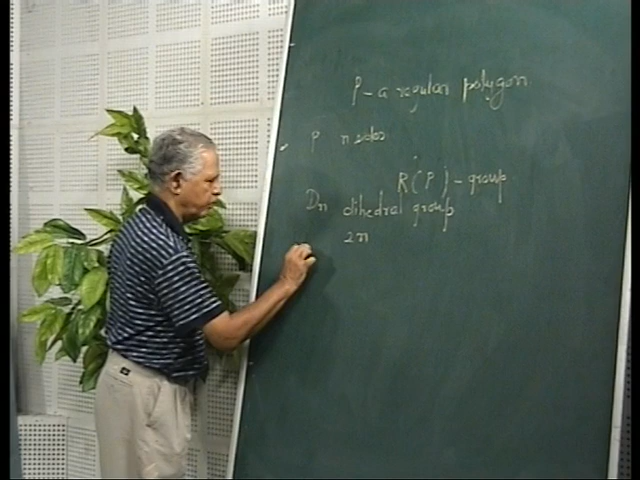 P - a regular polygon
P n sides
R(P) - group
Dn dihedral group
2n